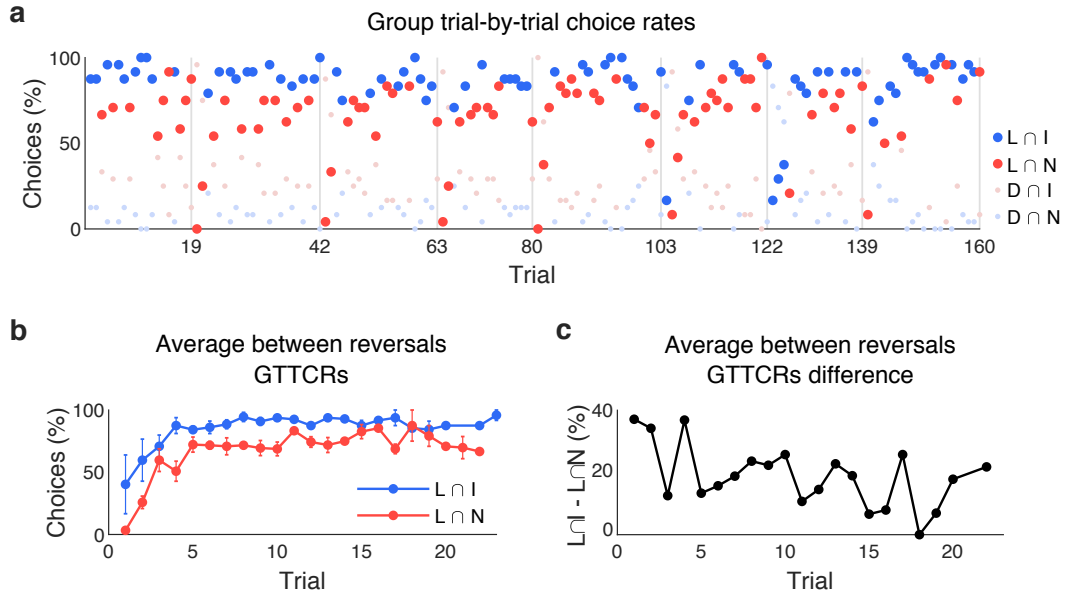 a
Group trial-by-trial choice rates
Choices (%)
100
50
0
19 42 63 80 103 122 139 160
Trial
L ∩ I
L ∩ N
D ∩ I
D ∩ N
b
Average between reversals
GTTCRs
Choices (%)
100
50
0
0 5 10 15 20
Trial
L ∩ I
L ∩ N
c
Average between reversals
GTTCRs difference
L∩I - L∩N (%)
40
20
0
0 5 10 15 20
Trial